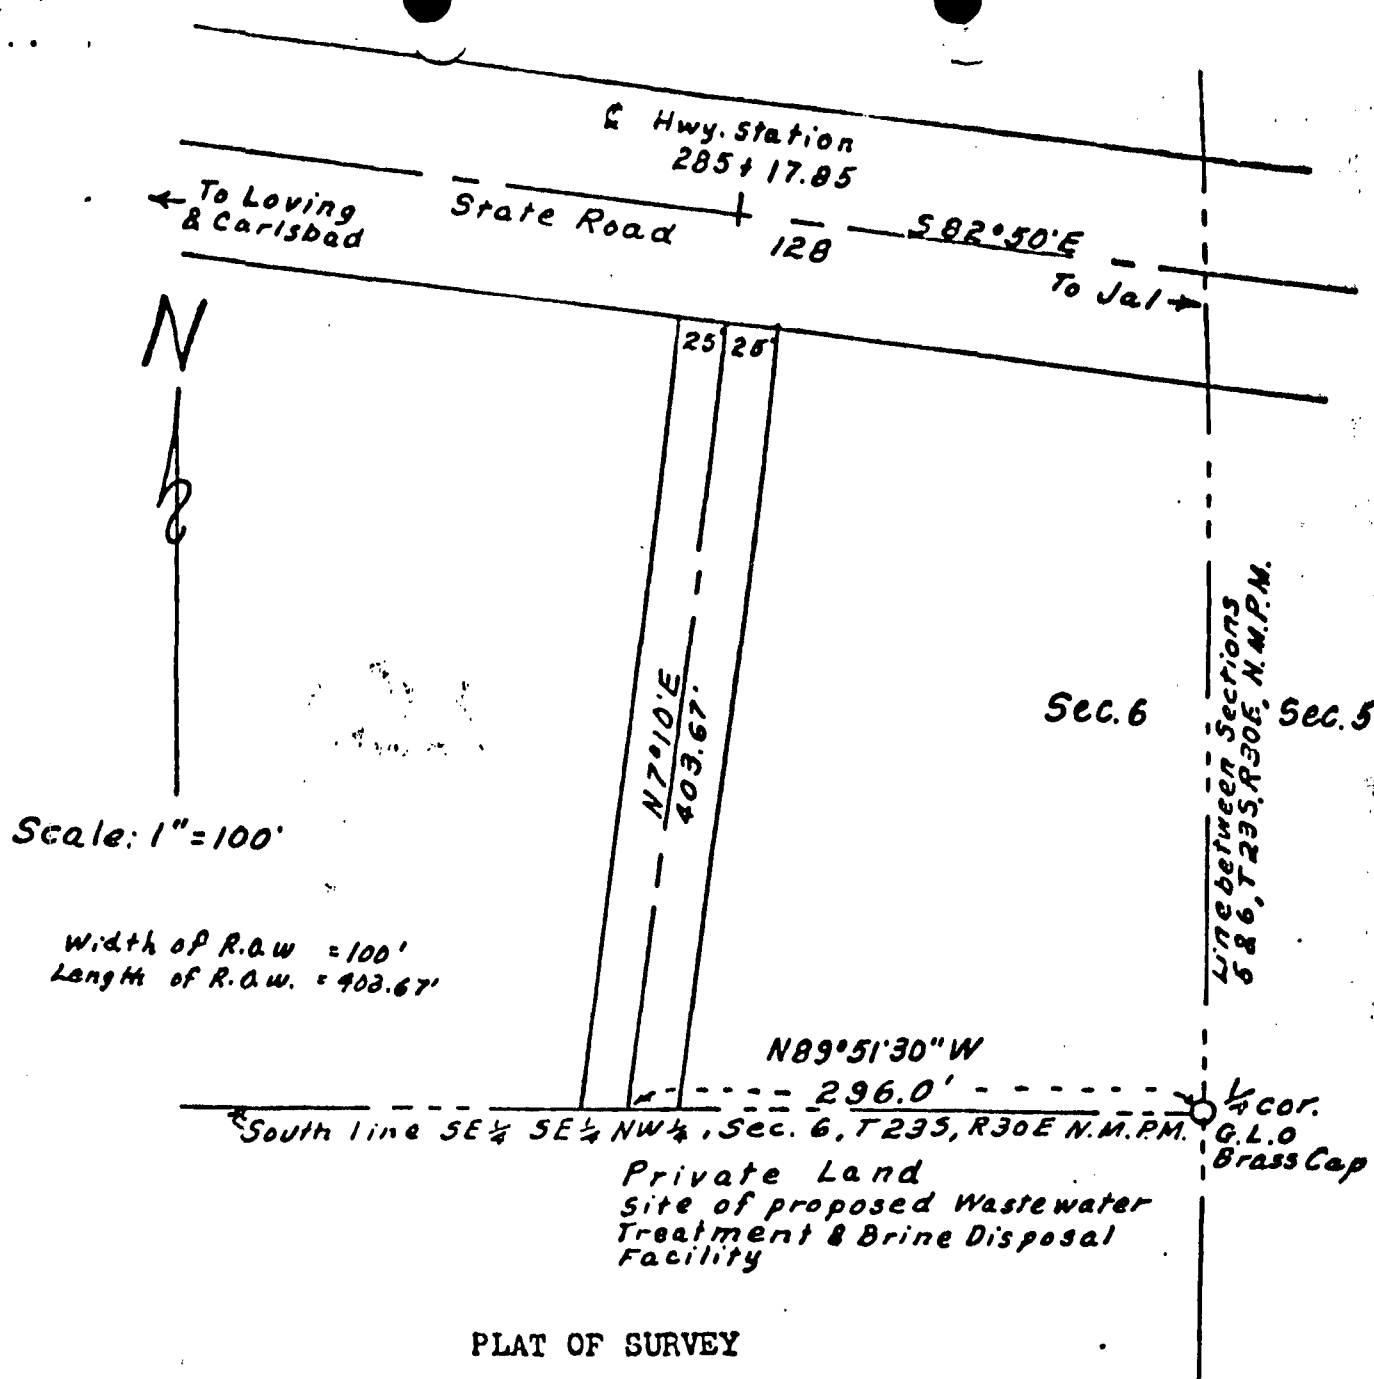 ℄ Hwy. Station
285+17.85
← To Loving
& Carlsbad
State Road
128
S82°50'E
To Jal →
N
25' 25'
N7°10'E
403.67'
Sec. 6
Sec. 5
Line between Sections
5 & 6, T23S, R30E, N.M.P.M.
Scale: 1"=100'
Width of R.O.W = 100'
Length of R.O.W. = 403.67'
N89°51'30"W
296.0'
1/4 cor.
G.L.O
Brass Cap
South line SE¼ SE¼ NW¼, Sec. 6, T23S, R30E N.M.P.M.
Private Land
Site of proposed Wastewater
Treatment & Brine Disposal
Facility
PLAT OF SURVEY